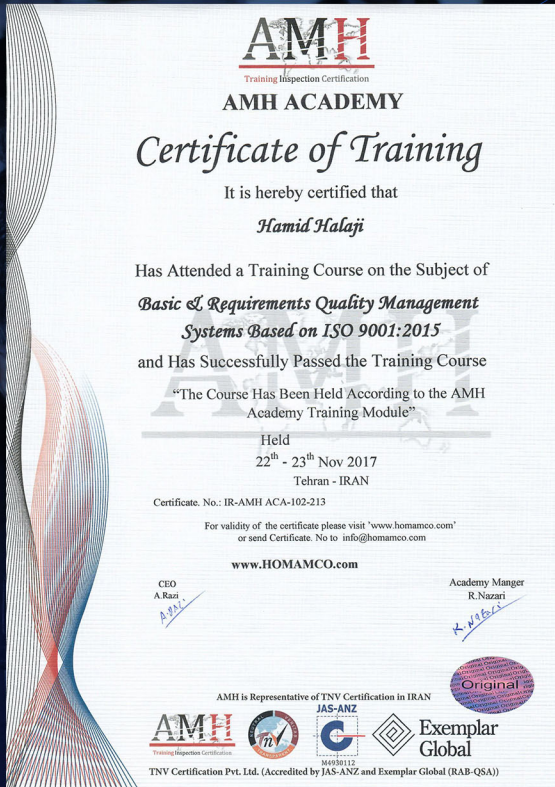 AMH
Training Inspection Certification
AMH ACADEMY
Certificate of Training
It is hereby certified that
Hamid Halaji
Has Attended a Training Course on the Subject of
Basic & Requirements Quality Management
Systems Based on ISO 9001:2015
and Has Successfully Passed the Training Course
AMH
“The Course Has Been Held According to the AMH
Academy Training Module”
Held
22th - 23th Nov 2017
Tehran - IRAN
Certificate. No.: IR-AMH ACA-102-213
For validity of the certificate please visit 'www.homamco.com'
or send Certificate. No to info@homamco.com
www.HOMAMCO.com
CEO
A.Razi
A.Razi
Academy Manger
R.Nazari
R.Nazari
Original
AMH is Representative of TNV Certification in IRAN
AMH
Training Inspection Certification
TnV
JAS-ANZ
C
M4930112
Exemplar
Global
TNV Certification Pvt. Ltd. (Accredited by JAS-ANZ and Exemplar Global (RAB-QSA))